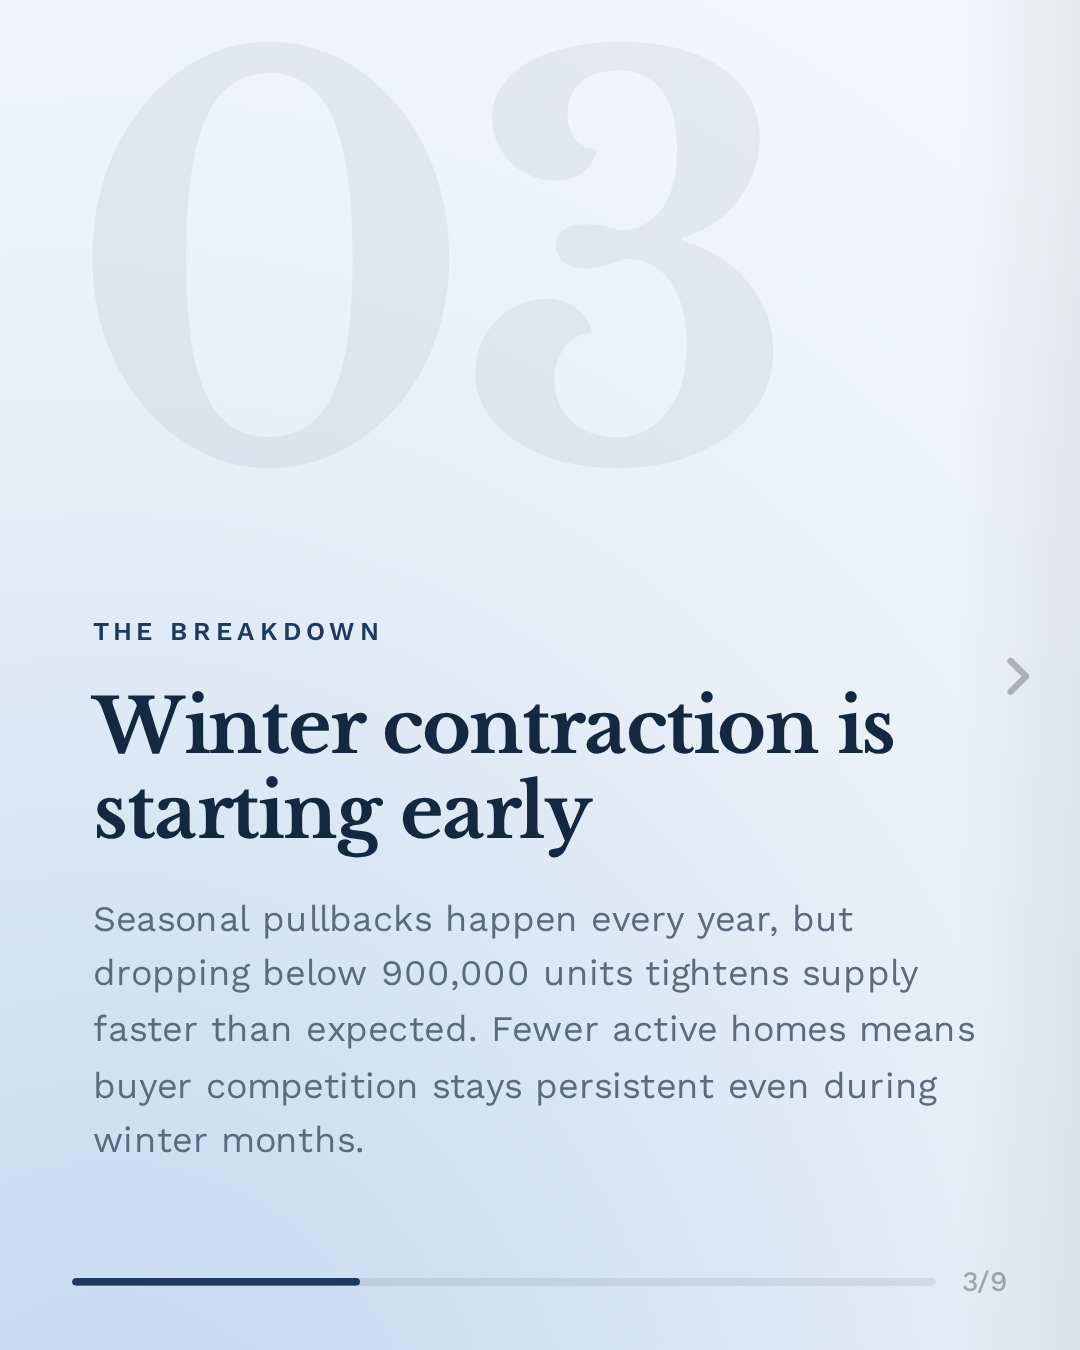 03
THE BREAKDOWN
Winter contraction is
starting early
Seasonal pullbacks happen every year, but
dropping below 900,000 units tightens supply
faster than expected. Fewer active homes means
buyer competition stays persistent even during
winter months.
3/9